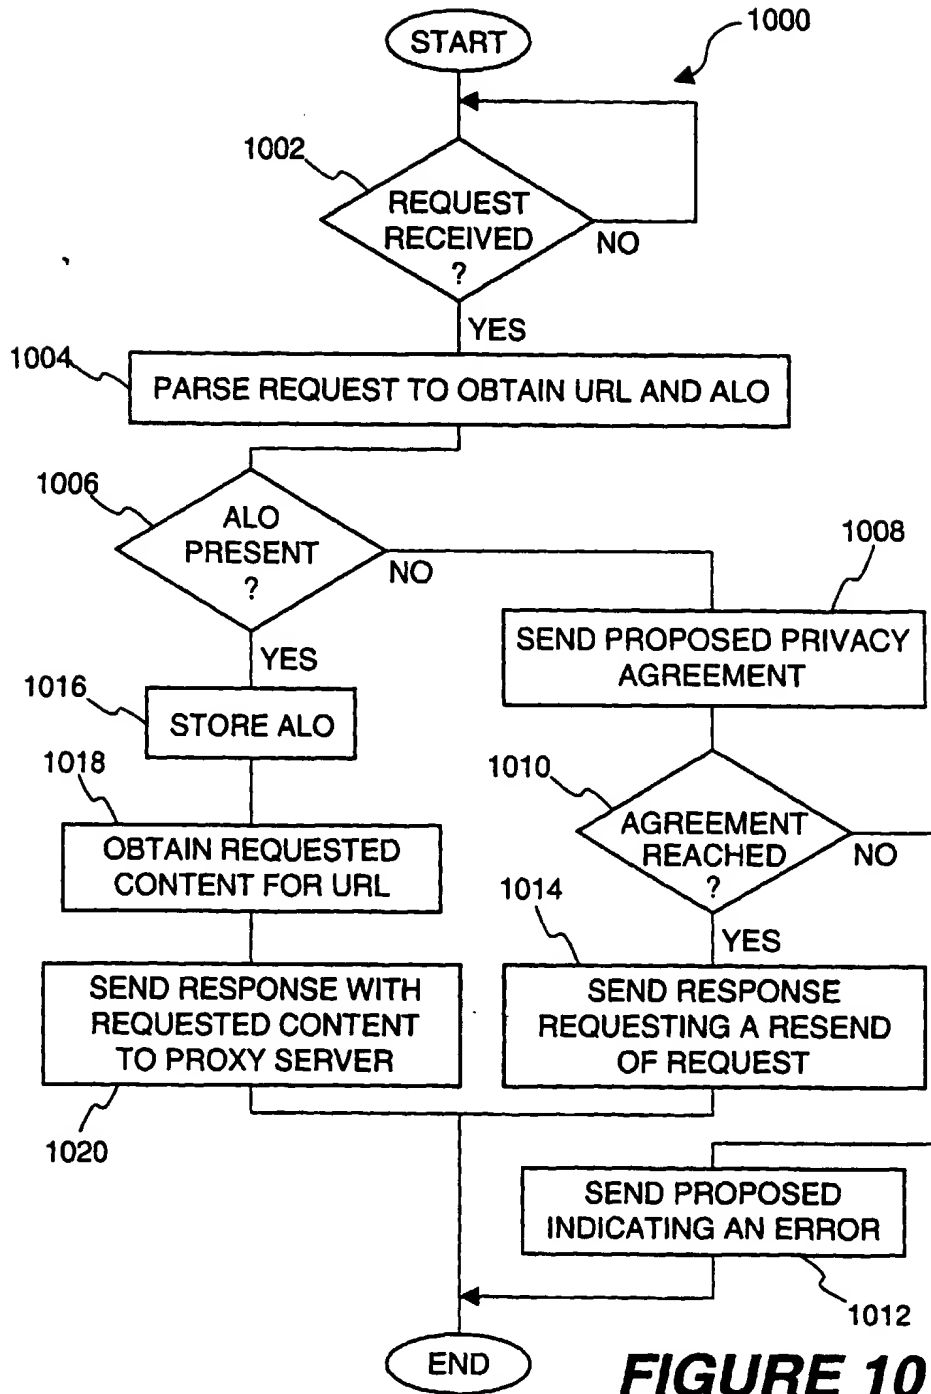 START
1000
1002
REQUEST
RECEIVED
?
NO
YES
1004
PARSE REQUEST TO OBTAIN URL AND ALO
1006
ALO
PRESENT
?
NO
YES
1008
SEND PROPOSED PRIVACY
AGREEMENT
1016
STORE ALO
1010
AGREEMENT
REACHED
?
NO
YES
1018
OBTAIN REQUESTED
CONTENT FOR URL
1014
SEND RESPONSE
REQUESTING A RESEND
OF REQUEST
SEND RESPONSE WITH
REQUESTED CONTENT
TO PROXY SERVER
1020
SEND PROPOSED
INDICATING AN ERROR
1012
END
FIGURE 10